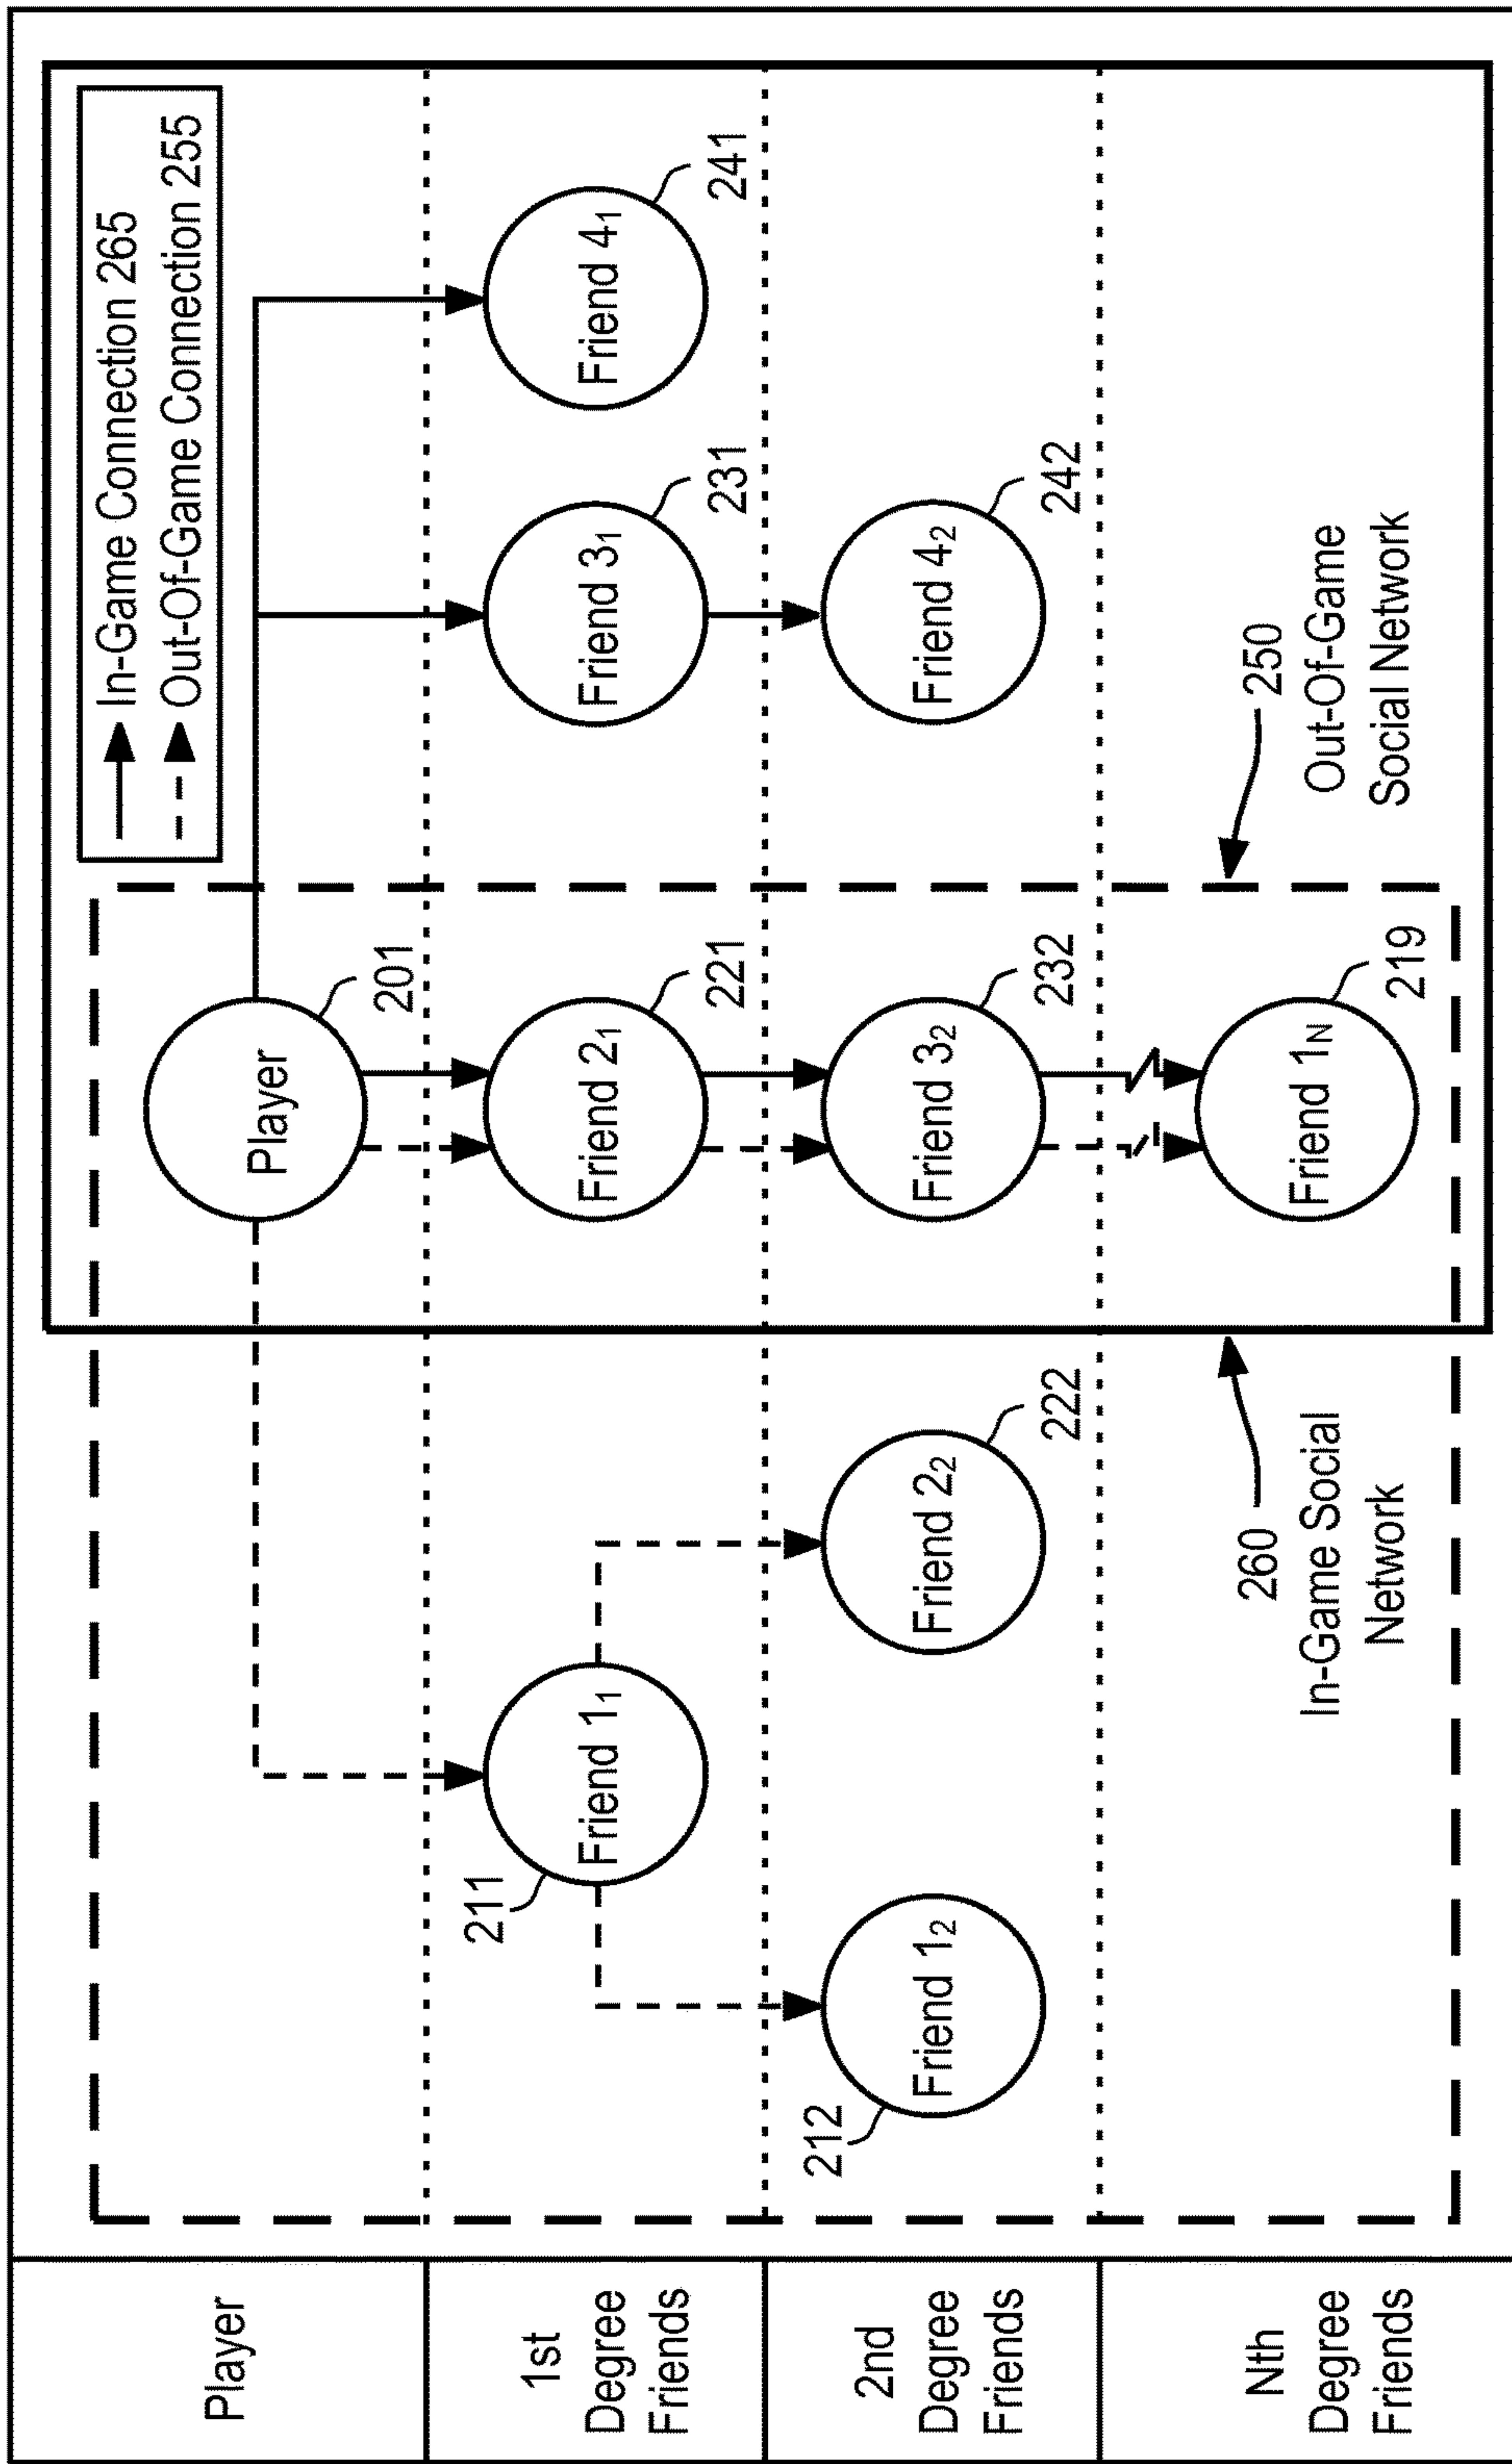 Player
1st
Degree
Friends
2nd
Degree
Friends
Nth
Degree
Friends
In-Game Connection 265
Out-Of-Game Connection 255
Player
201
211
Friend 1₁
Friend 2₁
221
Friend 3₁
231
Friend 4₁
241
212
Friend 1₂
Friend 2₂
222
Friend 3₂
232
Friend 4₂
242
260
In-Game Social
Network
Friend 1N
219
250
Out-Of-Game
Social Network